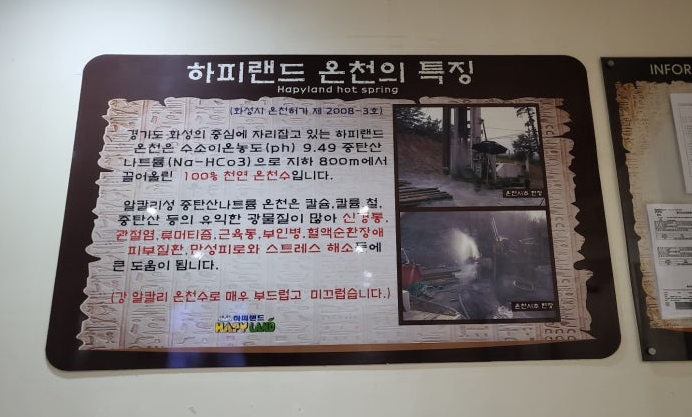 하피랜드 온천의 특징
Hapyland hot spring
(화성시 온천허가 제 2008-3호)
경기도 화성의 중심에 자리잡고 있는 하피랜드
온천은 수소이온농도(ph) 9.49 중탄산
나트륨(Na-HCo3)으로 지하 800m에서
끌어올린 100% 천연 온천수입니다.
알칼리성 중탄산나트륨 온천은 칼슘,칼륨 철,
중탄산 등의 유익한 광물질이 많아 신경통,
관절염,류머티즘,근육통,부인병,혈액순환장애
피부질환,만성피로와 스트레스 해소등에
큰 도움이 됩니다.
(강 알칼리 온천수로 매우 부드럽고 미끄럽습니다.)
하피랜드
HAPY LAND
온천시추 현장
온천시추 현장
INFOR